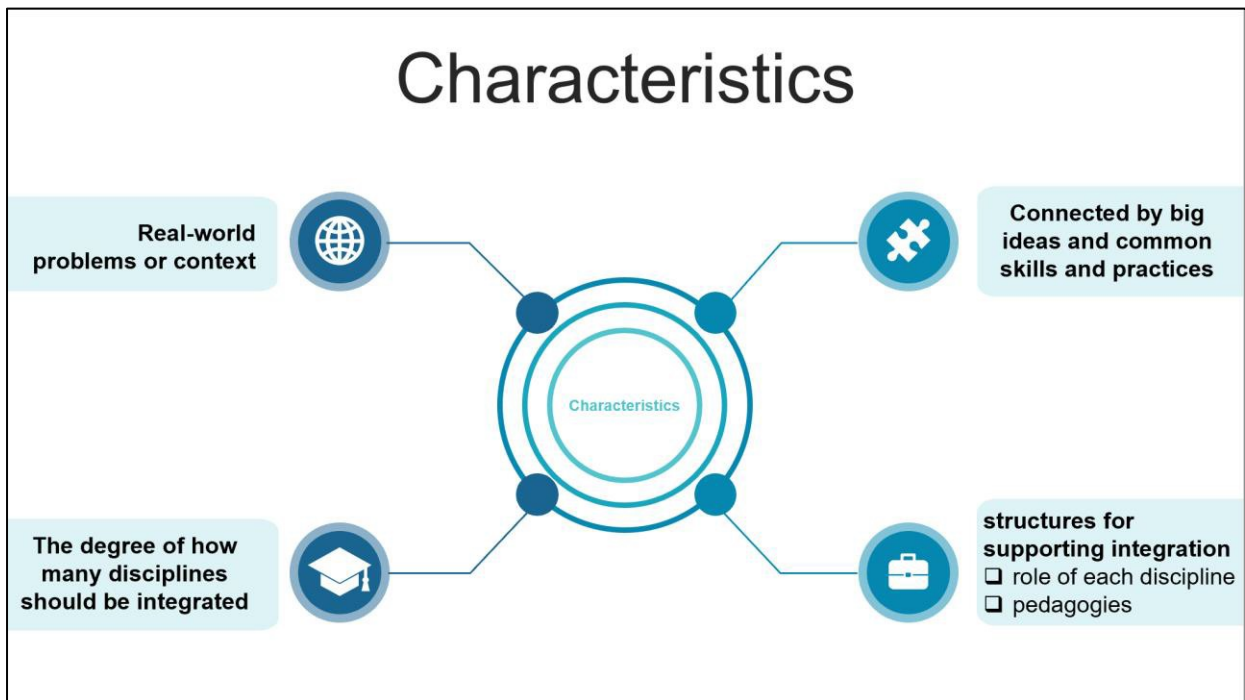 Characteristics
Real-world
problems or context
Connected by big
ideas and common
skills and practices
Characteristics
The degree of how
many disciplines
should be integrated
structures for
supporting integration
❑ role of each discipline
❑ pedagogies